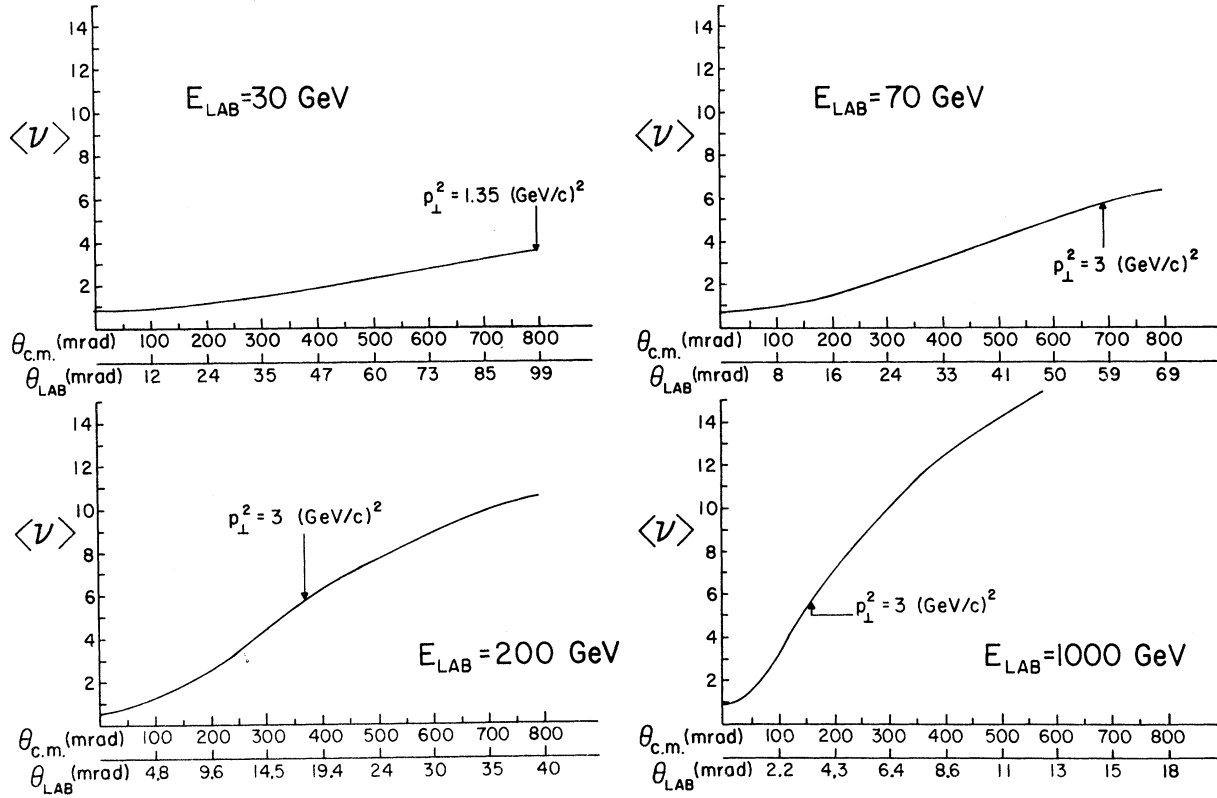 14
12
E_LAB=30 GeV
10
⟨ν⟩
8
6
p⊥²=1.35 (GeV/c)²
4
2
100 200 300 400 500 600 700 800
θc.m.(mrad)
θ_LAB(mrad) 12 24 35 47 60 73 85 99
14
12
E_LAB=70 GeV
10
⟨ν⟩
8
6
4
p⊥²=3 (GeV/c)²
2
100 200 300 400 500 600 700 800
θc.m.(mrad)
θ_LAB(mrad) 8 16 24 33 41 50 59 69
14
12
10
p⊥²=3 (GeV/c)²
⟨ν⟩
8
6
4
E_LAB=200 GeV
2
θc.m.(mrad) 100 200 300 400 500 600 700 800
θ_LAB(mrad) 4,8 9,6 14,5 19,4 24 30 35 40
14
12
10
⟨ν⟩
8
6
p⊥²=3 (GeV/c)²
4
E_LAB=1000 GeV
2
θc.m.(mrad) 100 200 300 400 500 600 700 800
θ_LAB(mrad) 2,2 4,3 6,4 8,6 11 13 15 18